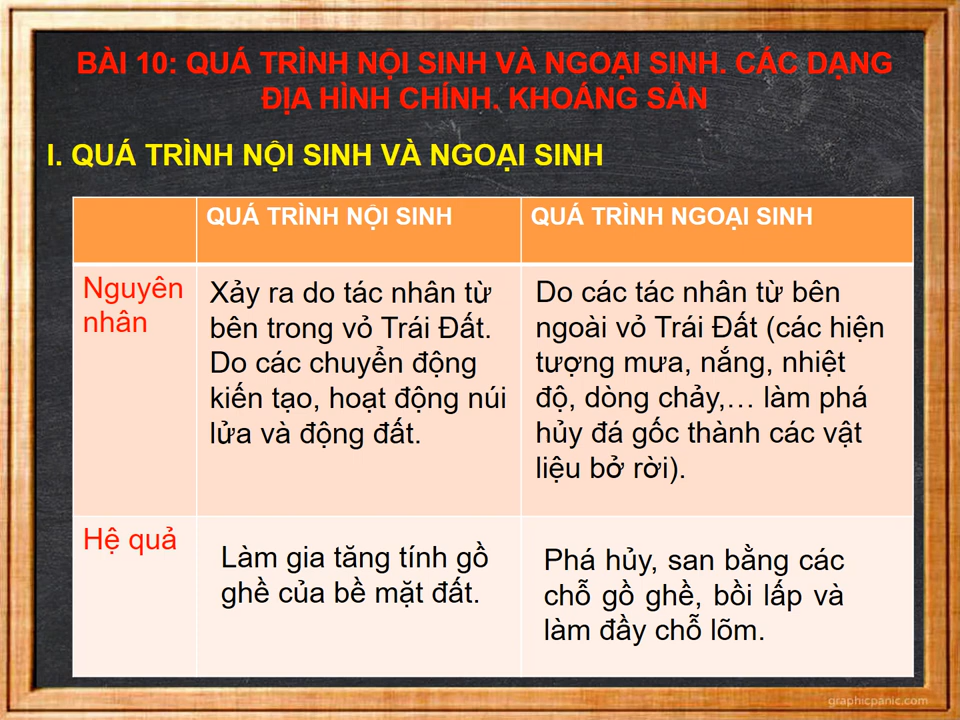 BÀI 10: QUÁ TRÌNH NỘI SINH VÀ NGOẠI SINH. CÁC DẠNG
ĐỊA HÌNH CHÍNH. KHOÁNG SẢN
I. QUÁ TRÌNH NỘI SINH VÀ NGOẠI SINH
QUÁ TRÌNH NỘI SINH
QUÁ TRÌNH NGOẠI SINH
Nguyên
nhân
Xảy ra do tác nhân từ
bên trong vỏ Trái Đất.
Do các chuyển động
kiến tạo, hoạt động núi
lửa và động đất.
Do các tác nhân từ bên
ngoài vỏ Trái Đất (các hiện
tượng mưa, nắng, nhiệt
độ, dòng chảy,… làm phá
hủy đá gốc thành các vật
liệu bở rời).
Hệ quả
Làm gia tăng tính gồ
ghề của bề mặt đất.
Phá hủy, san bằng các
chỗ gồ ghề, bồi lấp và
làm đầy chỗ lõm.
graphicpanic.com